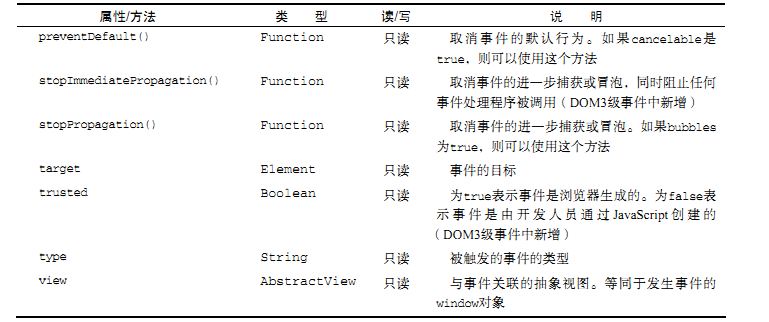 属性/方法 类 型 读/写 说 明
preventDefault() Function 只读 取消事件的默认行为。如果cancelable是
true，则可以使用这个方法
stopImmediatePropagation() Function 只读 取消事件的进一步捕获或冒泡，同时阻止任何
事件处理程序被调用（DOM3级事件中新增）
stopPropagation() Function 只读 取消事件的进一步捕获或冒泡。如果bubbles
为true，则可以使用这个方法
target Element 只读 事件的目标
trusted Boolean 只读 为true表示事件是浏览器生成的。为false表
示事件是由开发人员通过JavaScript创建的
（DOM3级事件中新增）
type String 只读 被触发的事件的类型
view AbstractView 只读 与事件关联的抽象视图。等同于发生事件的
window对象